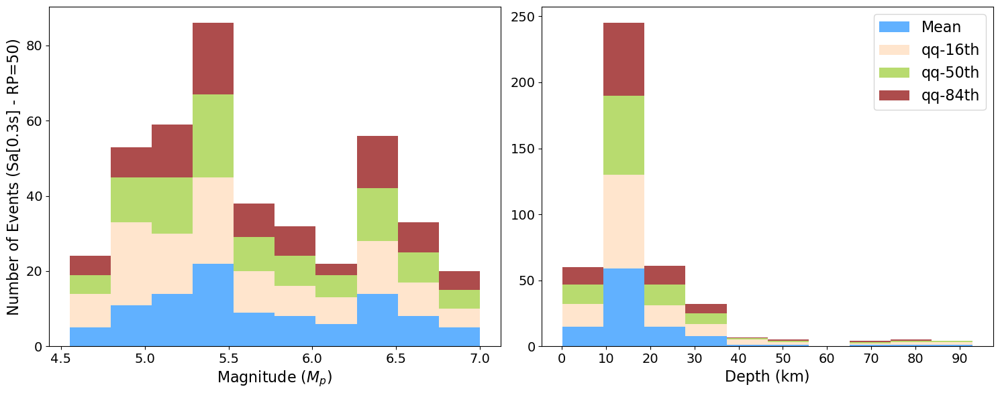 Number of Events (Sa[0.3s] - RP=50)
80
60
40
20
0
4.5 5.0 5.5 6.0 6.5 7.0
Magnitude (M_p)
250
200
150
100
50
0
0 10 20 30 40 50 60 70 80 90
Depth (km)
Mean
qq-16th
qq-50th
qq-84th